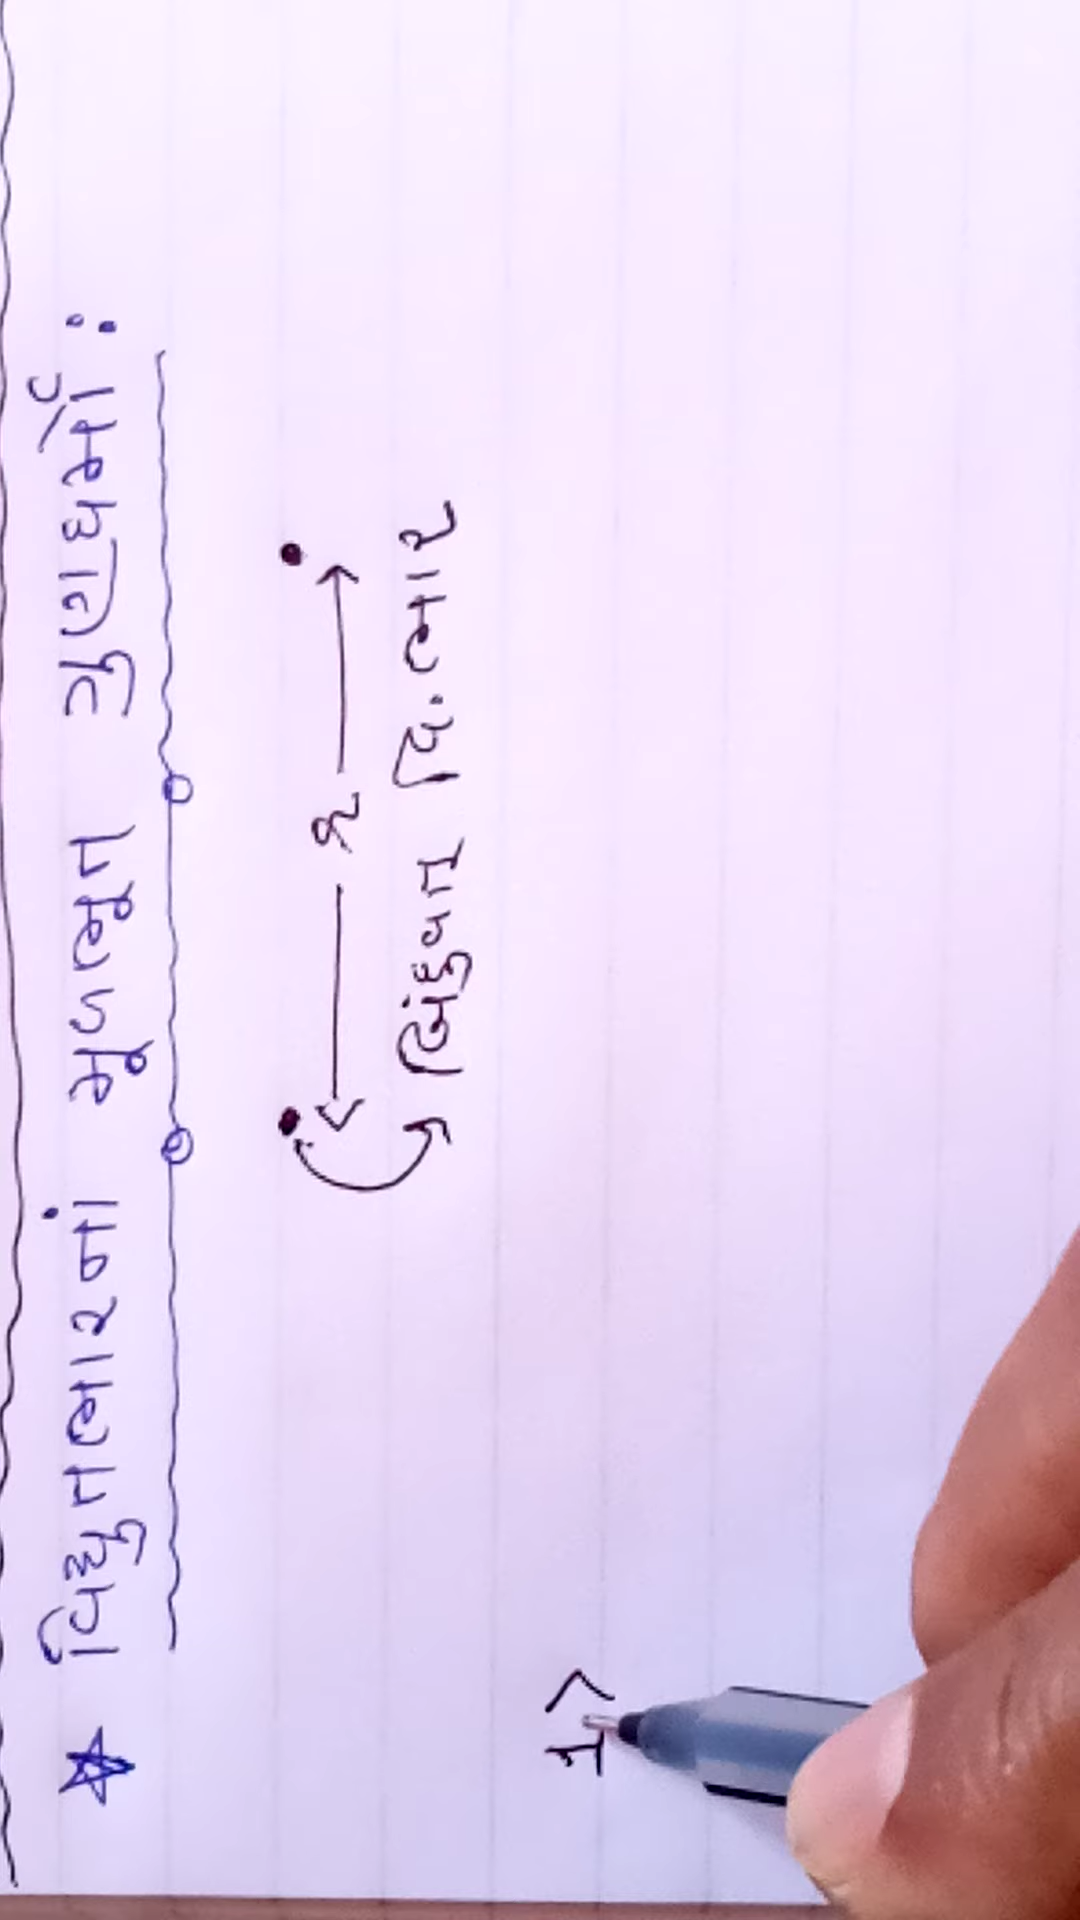 ★ વિદ્યુતભારનાં મૂળભૂત ગુણધર્મો :
r
બિંદુવત્ વિ.ભાર
1>